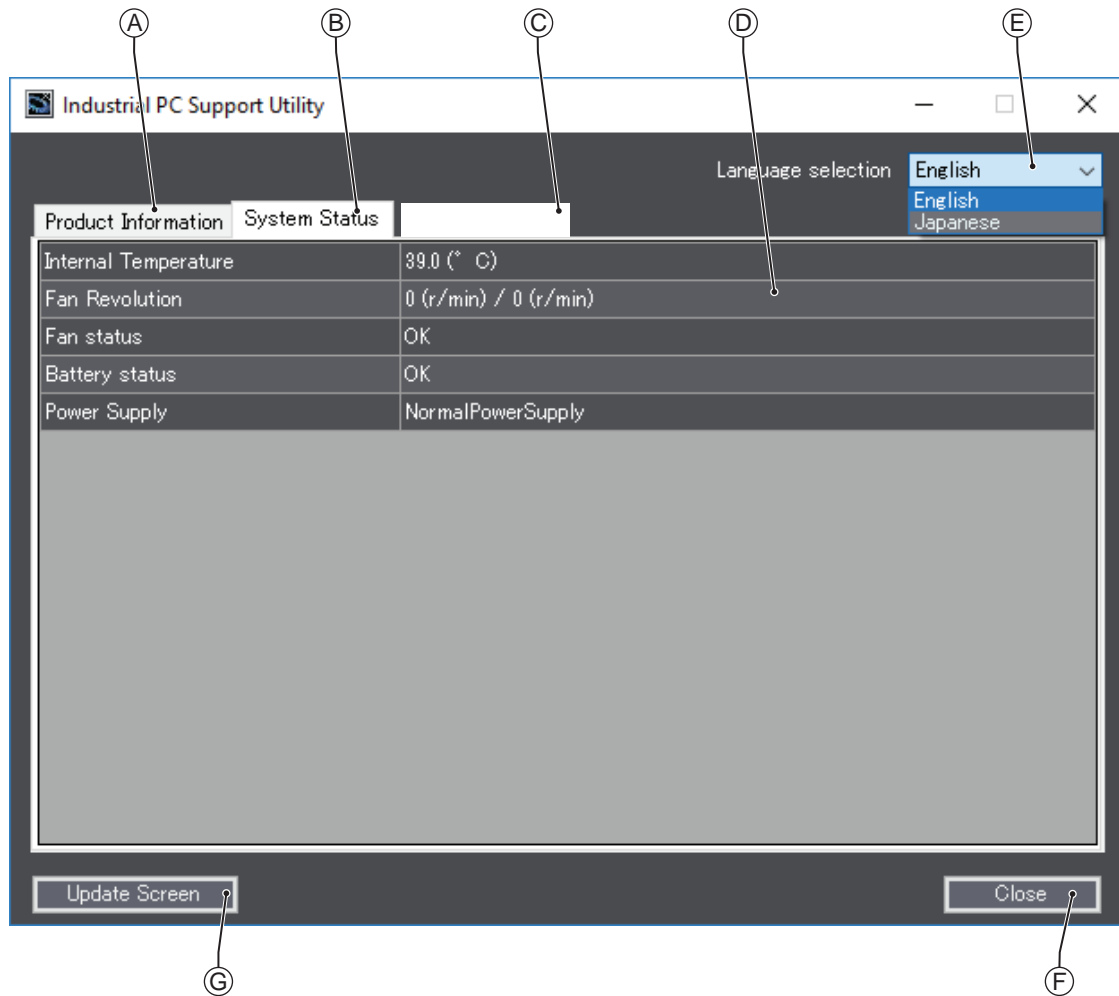 A B C D E
Industrial PC Support Utility
Language selection English
English
Japanese
Product Information System Status
Internal Temperature 39.0 (° C)
Fan Revolution 0 (r/min) / 0 (r/min)
Fan status OK
Battery status OK
Power Supply NormalPowerSupply
Update Screen Close
G F